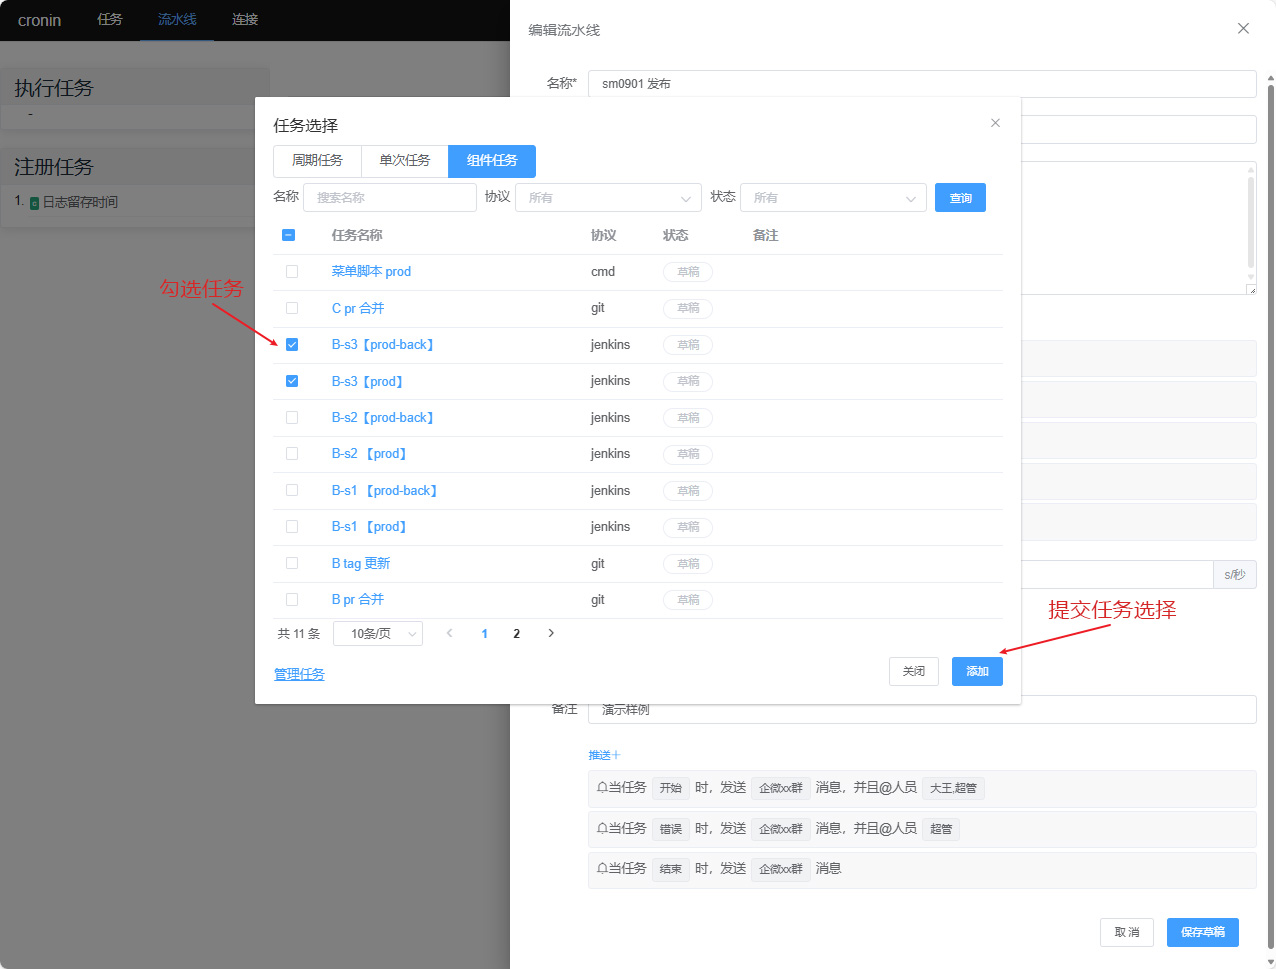 cronin 任务 流水线 连接
编辑流水线
执行任务
-
注册任务
1. c 日志留存时间
名称* sm0901 发布
任务选择
周期任务 单次任务 组件任务
名称 搜索名称 协议 所有 状态 所有 查询
任务名称 协议 状态 备注
菜单脚本 prod cmd 草稿
C pr 合并 git 草稿
勾选任务
B-s3【prod-back】 jenkins 草稿
B-s3【prod】 jenkins 草稿
B-s2【prod-back】 jenkins 草稿
B-s2 【prod】 jenkins 草稿
B-s1 【prod-back】 jenkins 草稿
B-s1 【prod】 jenkins 草稿
B tag 更新 git 草稿
B pr 合并 git 草稿
s/秒
提交任务选择
共 11 条 10条/页 1 2
管理任务 关闭 添加
备注 演示样例
推送+
当任务 开始 时，发送 企微xx群 消息，并且@人员 大王,超管
当任务 错误 时，发送 企微xx群 消息，并且@人员 超管
当任务 结束 时，发送 企微xx群 消息
取消 保存草稿